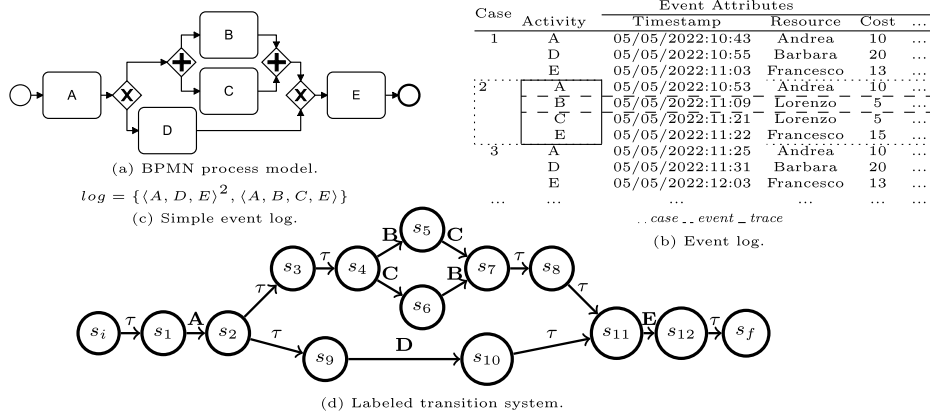 A
B
C
D
E
X
X
(a) BPMN process model.
log = {⟨A, D, E⟩², ⟨A, B, C, E⟩}
(c) Simple event log.
Case Activity Event Attributes
Timestamp Resource Cost ...
1 A 05/05/2022:10:43 Andrea 10 ...
D 05/05/2022:10:55 Barbara 20 ...
E 05/05/2022:11:03 Francesco 13 ...
2 A 05/05/2022:10:53 Andrea 10 ...
B 05/05/2022:11:09 Lorenzo 5 ...
C 05/05/2022:11:21 Lorenzo 5 ...
E 05/05/2022:11:22 Francesco 15 ...
3 A 05/05/2022:11:25 Andrea 10 ...
D 05/05/2022:11:31 Barbara 20 ...
E 05/05/2022:12:03 Francesco 13 ...
... ... ... ... ... ...
case event trace
(b) Event log.
sᵢ τ s₁ A s₂
τ s₃ τ s₄
B s₅ C
C s₆ B
s₇ τ s₈ τ
τ s₉ D s₁₀ τ
s₁₁ E s₁₂ τ s_f
(d) Labeled transition system.